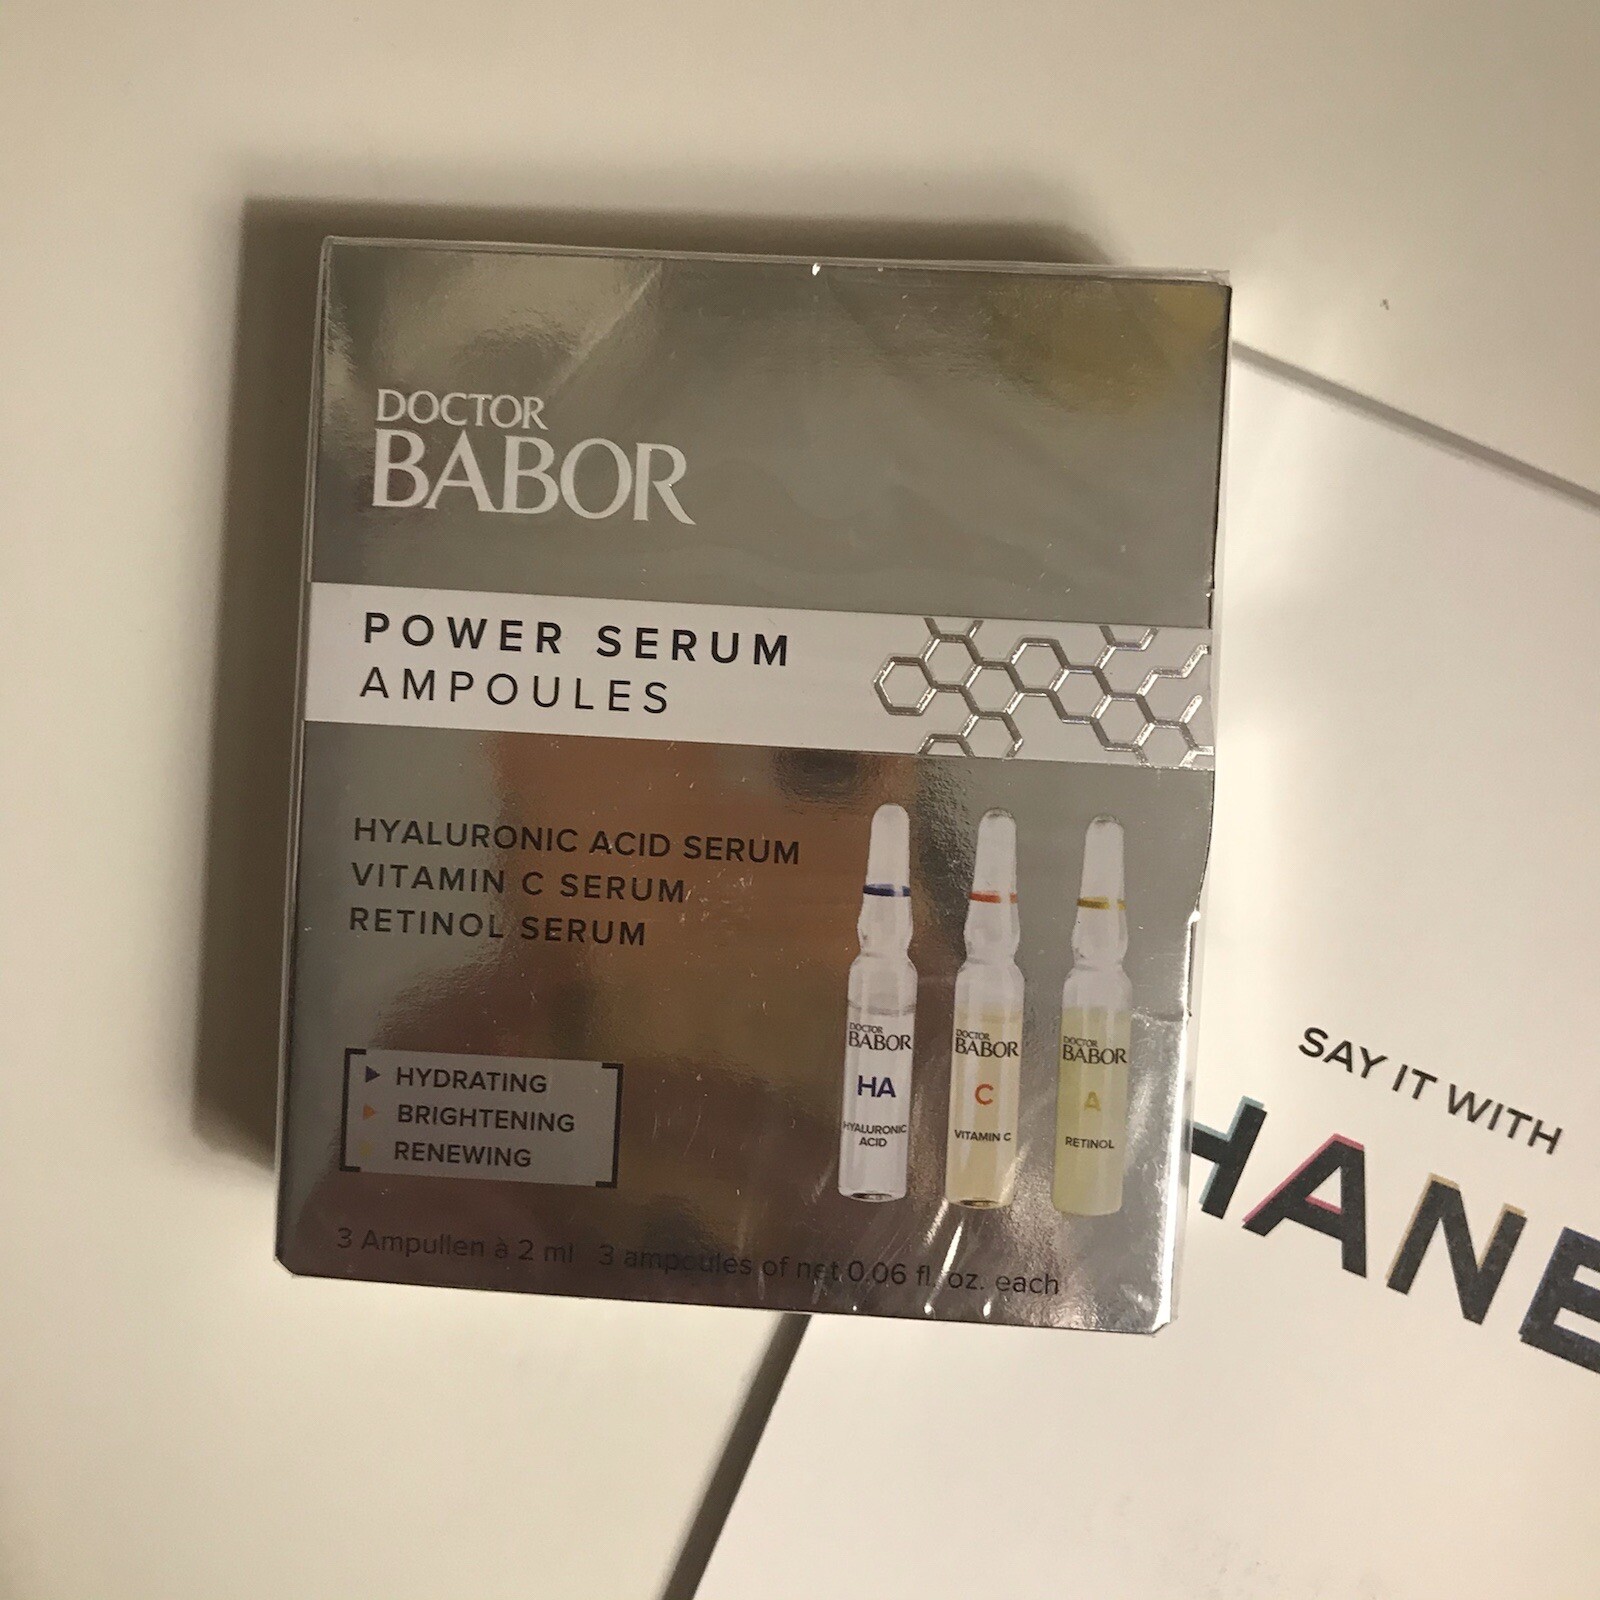 DOCTOR
BABOR
POWER SERUM
AMPOULES
HYALURONIC ACID SERUM
VITAMIN C SERUM
RETINOL SERUM
HYDRATING
BRIGHTENING
RENEWING
DOCTOR
BABOR
HA
HYALURONIC
ACID
DOCTOR
BABOR
C
VITAMIN C
DOCTOR
BABOR
A
RETINOL
3 Ampullen à 2 ml 3 ampoules of net 0.06 fl. oz. each
SAY IT WITH
HANE